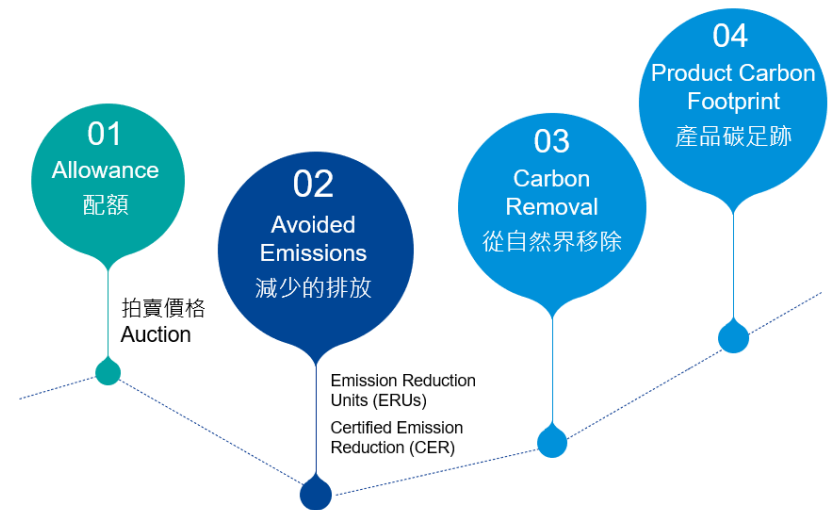 01
Allowance
配額
拍賣價格
Auction
02
Avoided
Emissions
減少的排放
Emission Reduction
Units (ERUs)
Certified Emission
Reduction (CER)
03
Carbon
Removal
從自然界移除
04
Product Carbon
Footprint
產品碳足跡